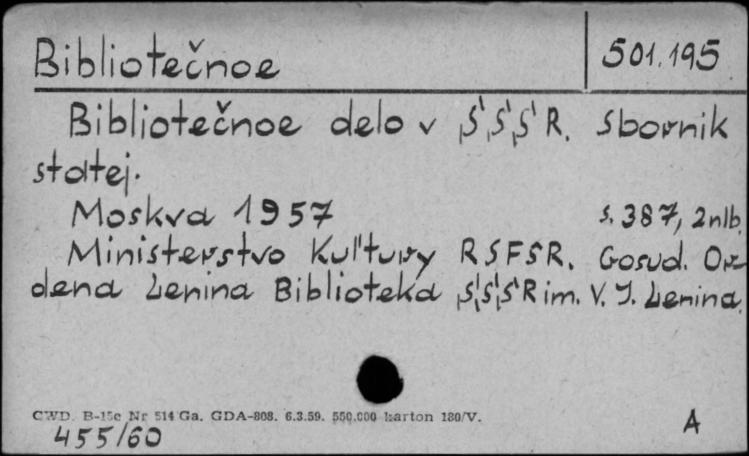 Bibliotečnoe 501.195
Bibliotečnoe delo v SSSR. Sbornik
statej.
Moskva 1957 s. 387, 2nlb.
Ministerstvo Kul'tury RSFSR. Gosud. Or
dena Lenina Biblioteka SSSR im. V. I. Lenina.
CWD. B-15c Nr 514 Ga. GDA-808. 6.3.59. 550.000 karton 180/V.
455/60 A